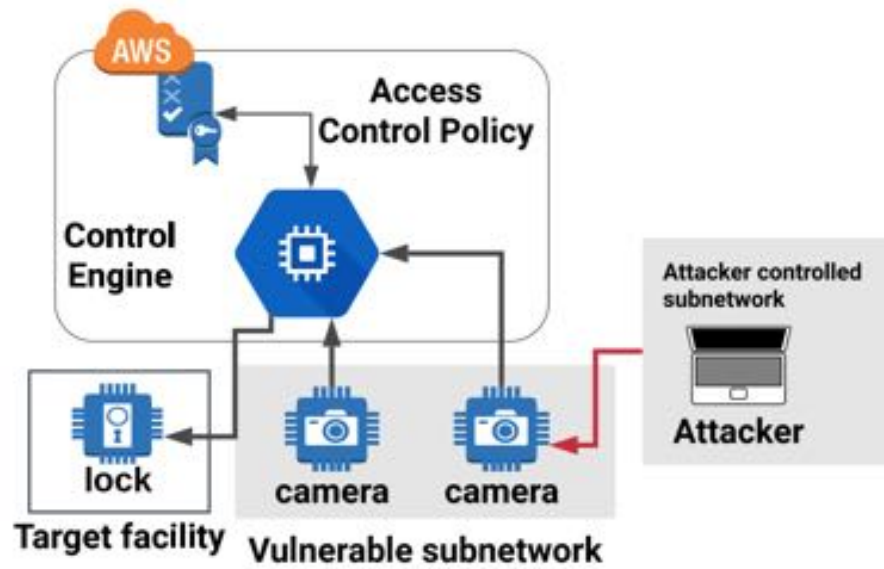 AWS
Access
Control Policy
Control
Engine
Attacker controlled
subnetwork
Attacker
lock
camera
camera
Target facility
Vulnerable subnetwork